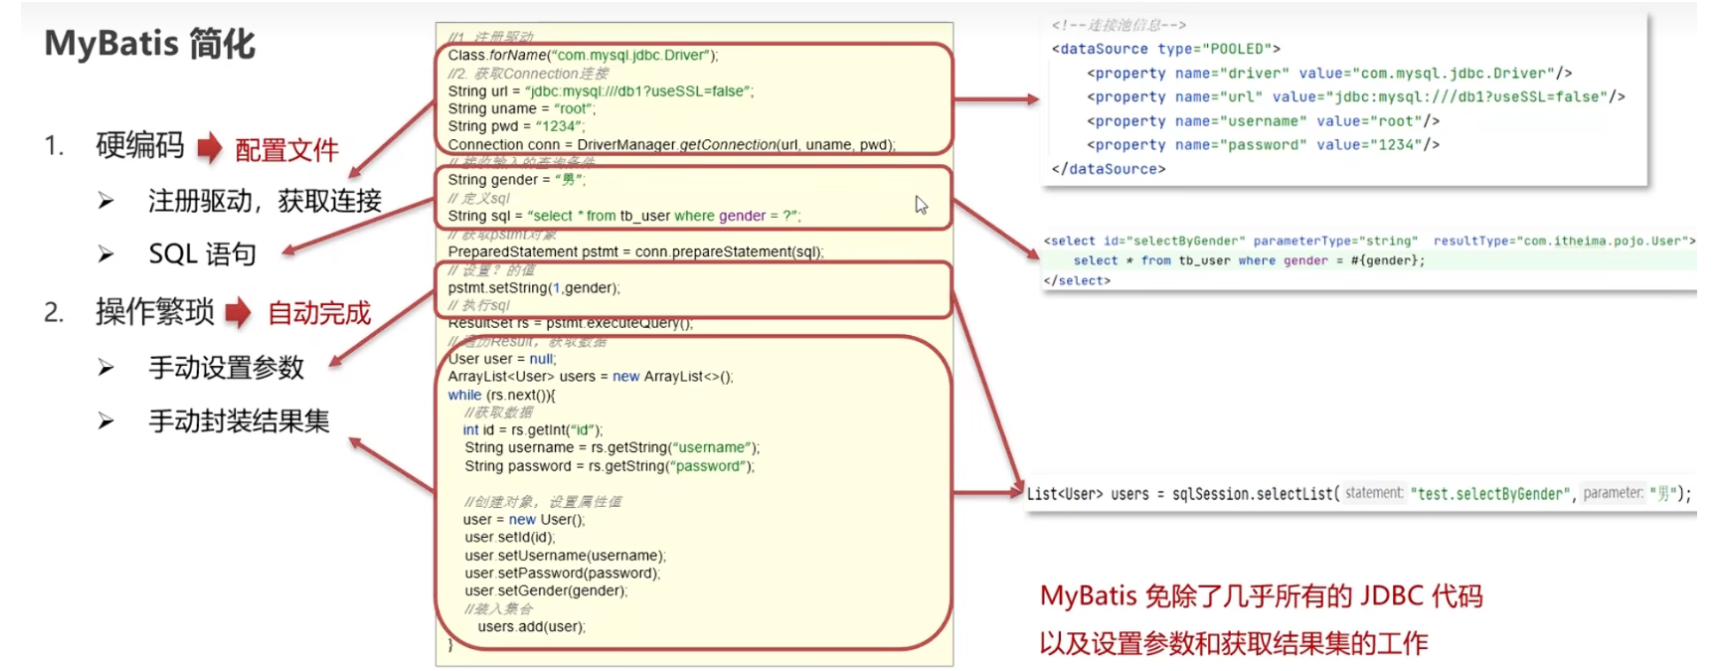 MyBatis 简化
1. 硬编码 配置文件
➢ 注册驱动，获取连接
➢ SQL 语句
2. 操作繁琐 自动完成
➢ 手动设置参数
➢ 手动封装结果集
//1. 注册驱动
Class.forName("com.mysql.jdbc.Driver");
//2. 获取Connection连接
String url = "jdbc:mysql:///db1?useSSL=false";
String uname = "root";
String pwd = "1234";
Connection conn = DriverManager.getConnection(url, uname, pwd);
// 接收输入的查询条件
String gender = "男";
// 定义sql
String sql = "select * from tb_user where gender = ?";
// 获取pstmt对象
PreparedStatement pstmt = conn.prepareStatement(sql);
// 设置？的值
pstmt.setString(1,gender);
// 执行sql
ResultSet rs = pstmt.executeQuery();
// 遍历Result，获取数据
User user = null;
ArrayList<User> users = new ArrayList<>();
while (rs.next()){
//获取数据
int id = rs.getInt("id");
String username = rs.getString("username");
String password = rs.getString("password");
//创建对象，设置属性值
user = new User();
user.setId(id);
user.setUsername(username);
user.setPassword(password);
user.setGender(gender);
//装入集合
users.add(user);
}
<!--连接池信息-->
<dataSource type="POOLED">
<property name="driver" value="com.mysql.jdbc.Driver"/>
<property name="url" value="jdbc:mysql:///db1?useSSL=false"/>
<property name="username" value="root"/>
<property name="password" value="1234"/>
</dataSource>
<select id="selectByGender" parameterType="string" resultType="com.itheima.pojo.User">
select * from tb_user where gender = #{gender};
</select>
List<User> users = sqlSession.selectList( statement: "test.selectByGender", parameter: "男");
MyBatis 免除了几乎所有的 JDBC 代码
以及设置参数和获取结果集的工作